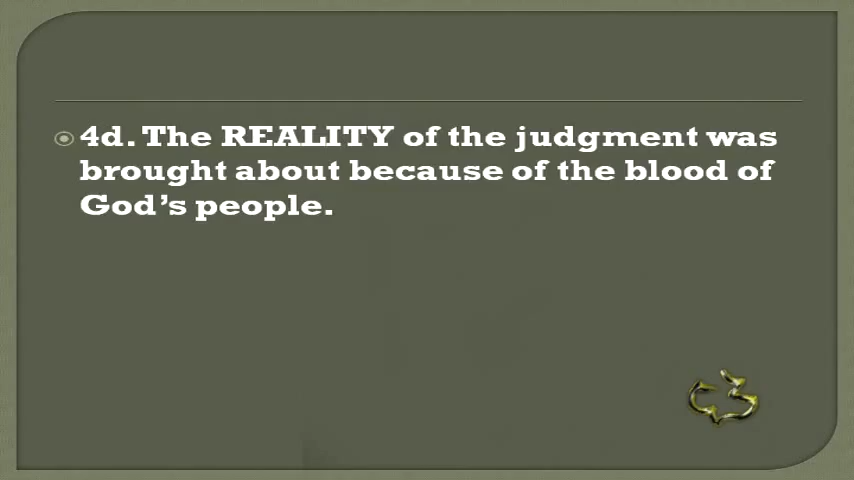 4d. The REALITY of the judgment was
brought about because of the blood of
God's people.